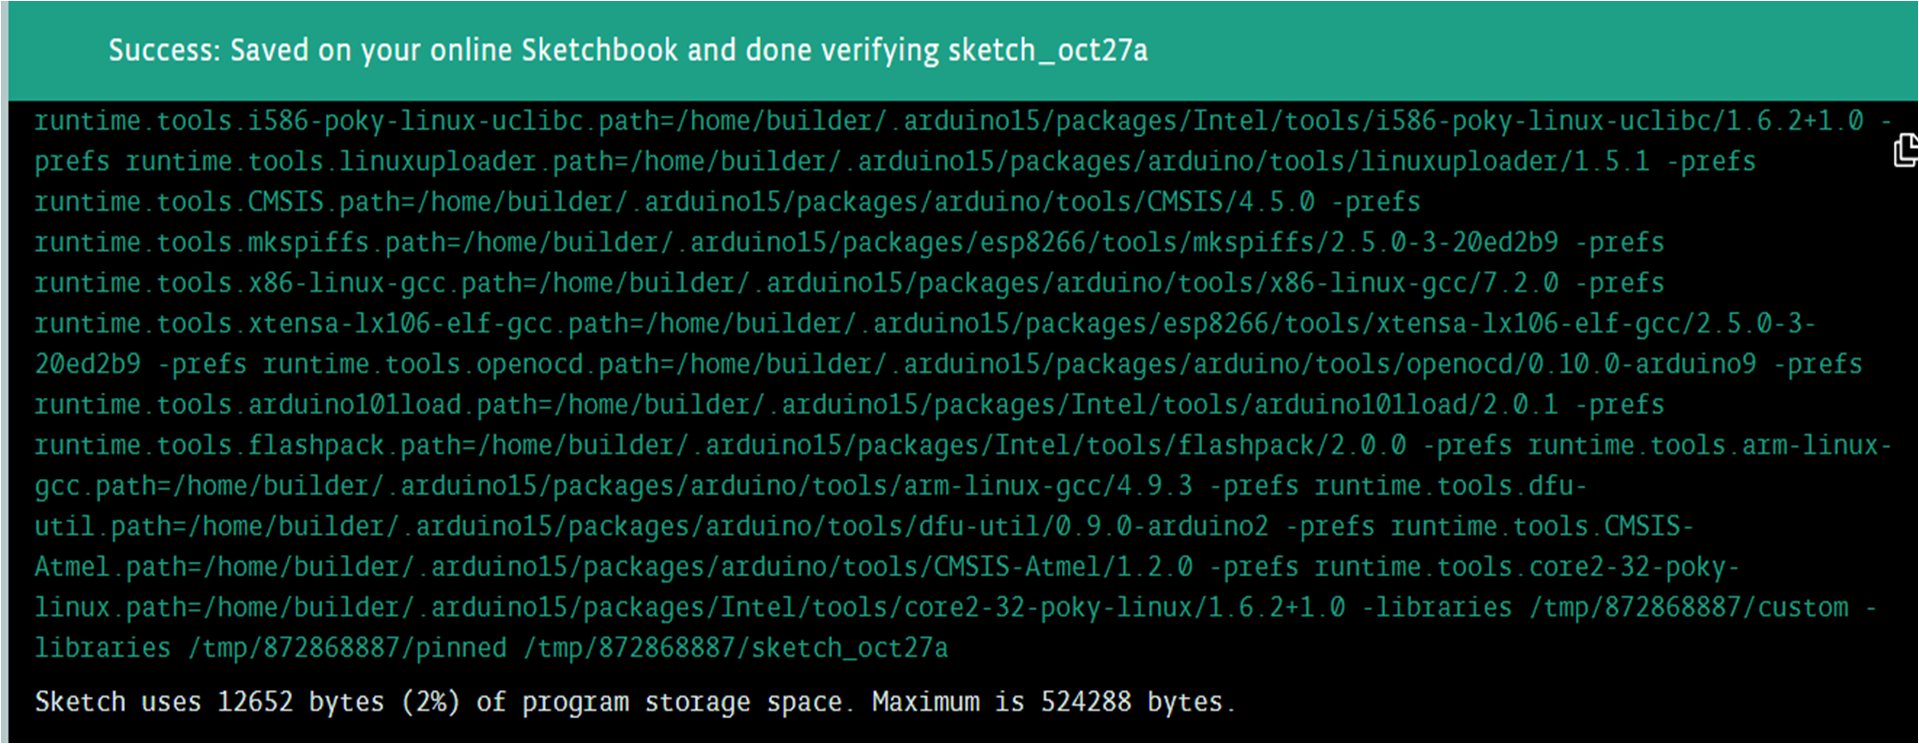 Success: Saved on your online Sketchbook and done verifying sketch_oct27a
runtime.tools.i586-poky-linux-uclibc.path=/home/builder/.arduino15/packages/Intel/tools/i586-poky-linux-uclibc/1.6.2+1.0 -
prefs runtime.tools.linuxuploader.path=/home/builder/.arduino15/packages/arduino/tools/linuxuploader/1.5.1 -prefs
runtime.tools.CMSIS.path=/home/builder/.arduino15/packages/arduino/tools/CMSIS/4.5.0 -prefs
runtime.tools.mkspiffs.path=/home/builder/.arduino15/packages/esp8266/tools/mkspiffs/2.5.0-3-20ed2b9 -prefs
runtime.tools.x86-linux-gcc.path=/home/builder/.arduino15/packages/arduino/tools/x86-linux-gcc/7.2.0 -prefs
runtime.tools.xtensa-lx106-elf-gcc.path=/home/builder/.arduino15/packages/esp8266/tools/xtensa-lx106-elf-gcc/2.5.0-3-
20ed2b9 -prefs runtime.tools.openocd.path=/home/builder/.arduino15/packages/arduino/tools/openocd/0.10.0-arduino9 -prefs
runtime.tools.arduino101load.path=/home/builder/.arduino15/packages/Intel/tools/arduino101load/2.0.1 -prefs
runtime.tools.flashpack.path=/home/builder/.arduino15/packages/Intel/tools/flashpack/2.0.0 -prefs runtime.tools.arm-linux-
gcc.path=/home/builder/.arduino15/packages/arduino/tools/arm-linux-gcc/4.9.3 -prefs runtime.tools.dfu-
util.path=/home/builder/.arduino15/packages/arduino/tools/dfu-util/0.9.0-arduino2 -prefs runtime.tools.CMSIS-
Atmel.path=/home/builder/.arduino15/packages/arduino/tools/CMSIS-Atmel/1.2.0 -prefs runtime.tools.core2-32-poky-
linux.path=/home/builder/.arduino15/packages/Intel/tools/core2-32-poky-linux/1.6.2+1.0 -libraries /tmp/872868887/custom -
libraries /tmp/872868887/pinned /tmp/872868887/sketch_oct27a
Sketch uses 12652 bytes (2%) of program storage space. Maximum is 524288 bytes.